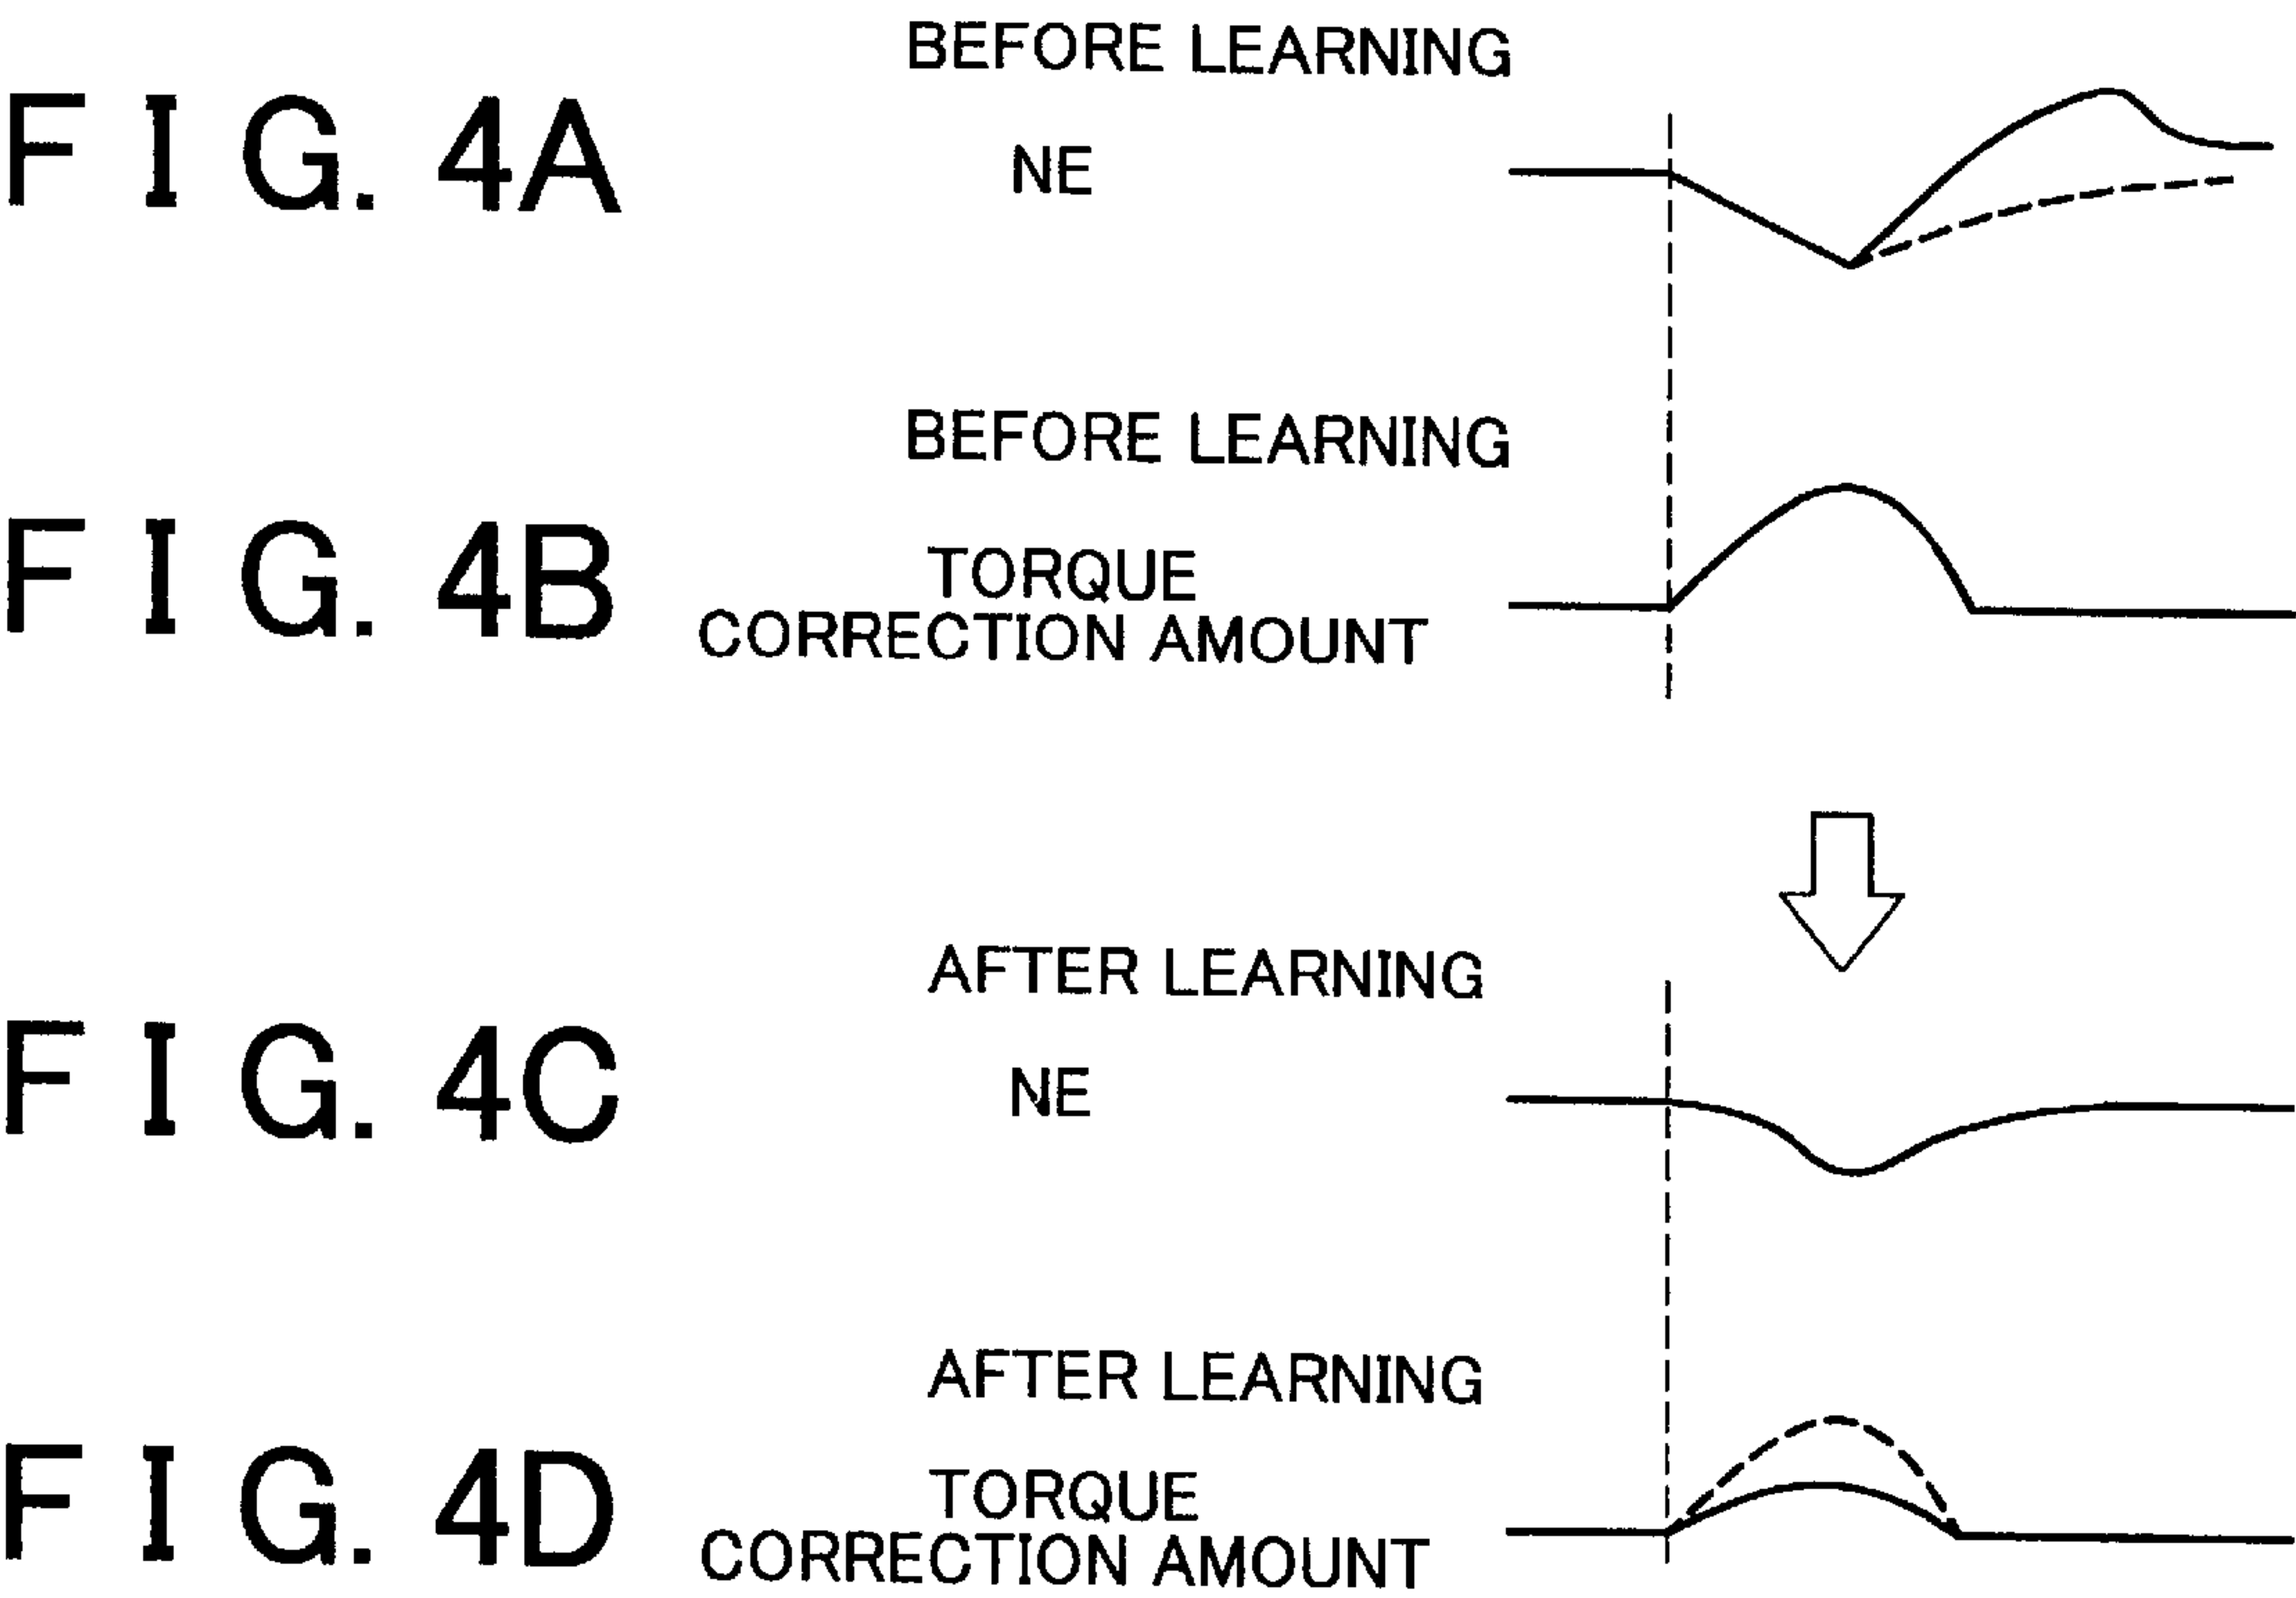 BEFORE LEARNING
FIG. 4A
NE
BEFORE LEARNING
FIG. 4B
TORQUE
CORRECTION AMOUNT
AFTER LEARNING
FIG. 4C
NE
AFTER LEARNING
FIG. 4D
TORQUE
CORRECTION AMOUNT